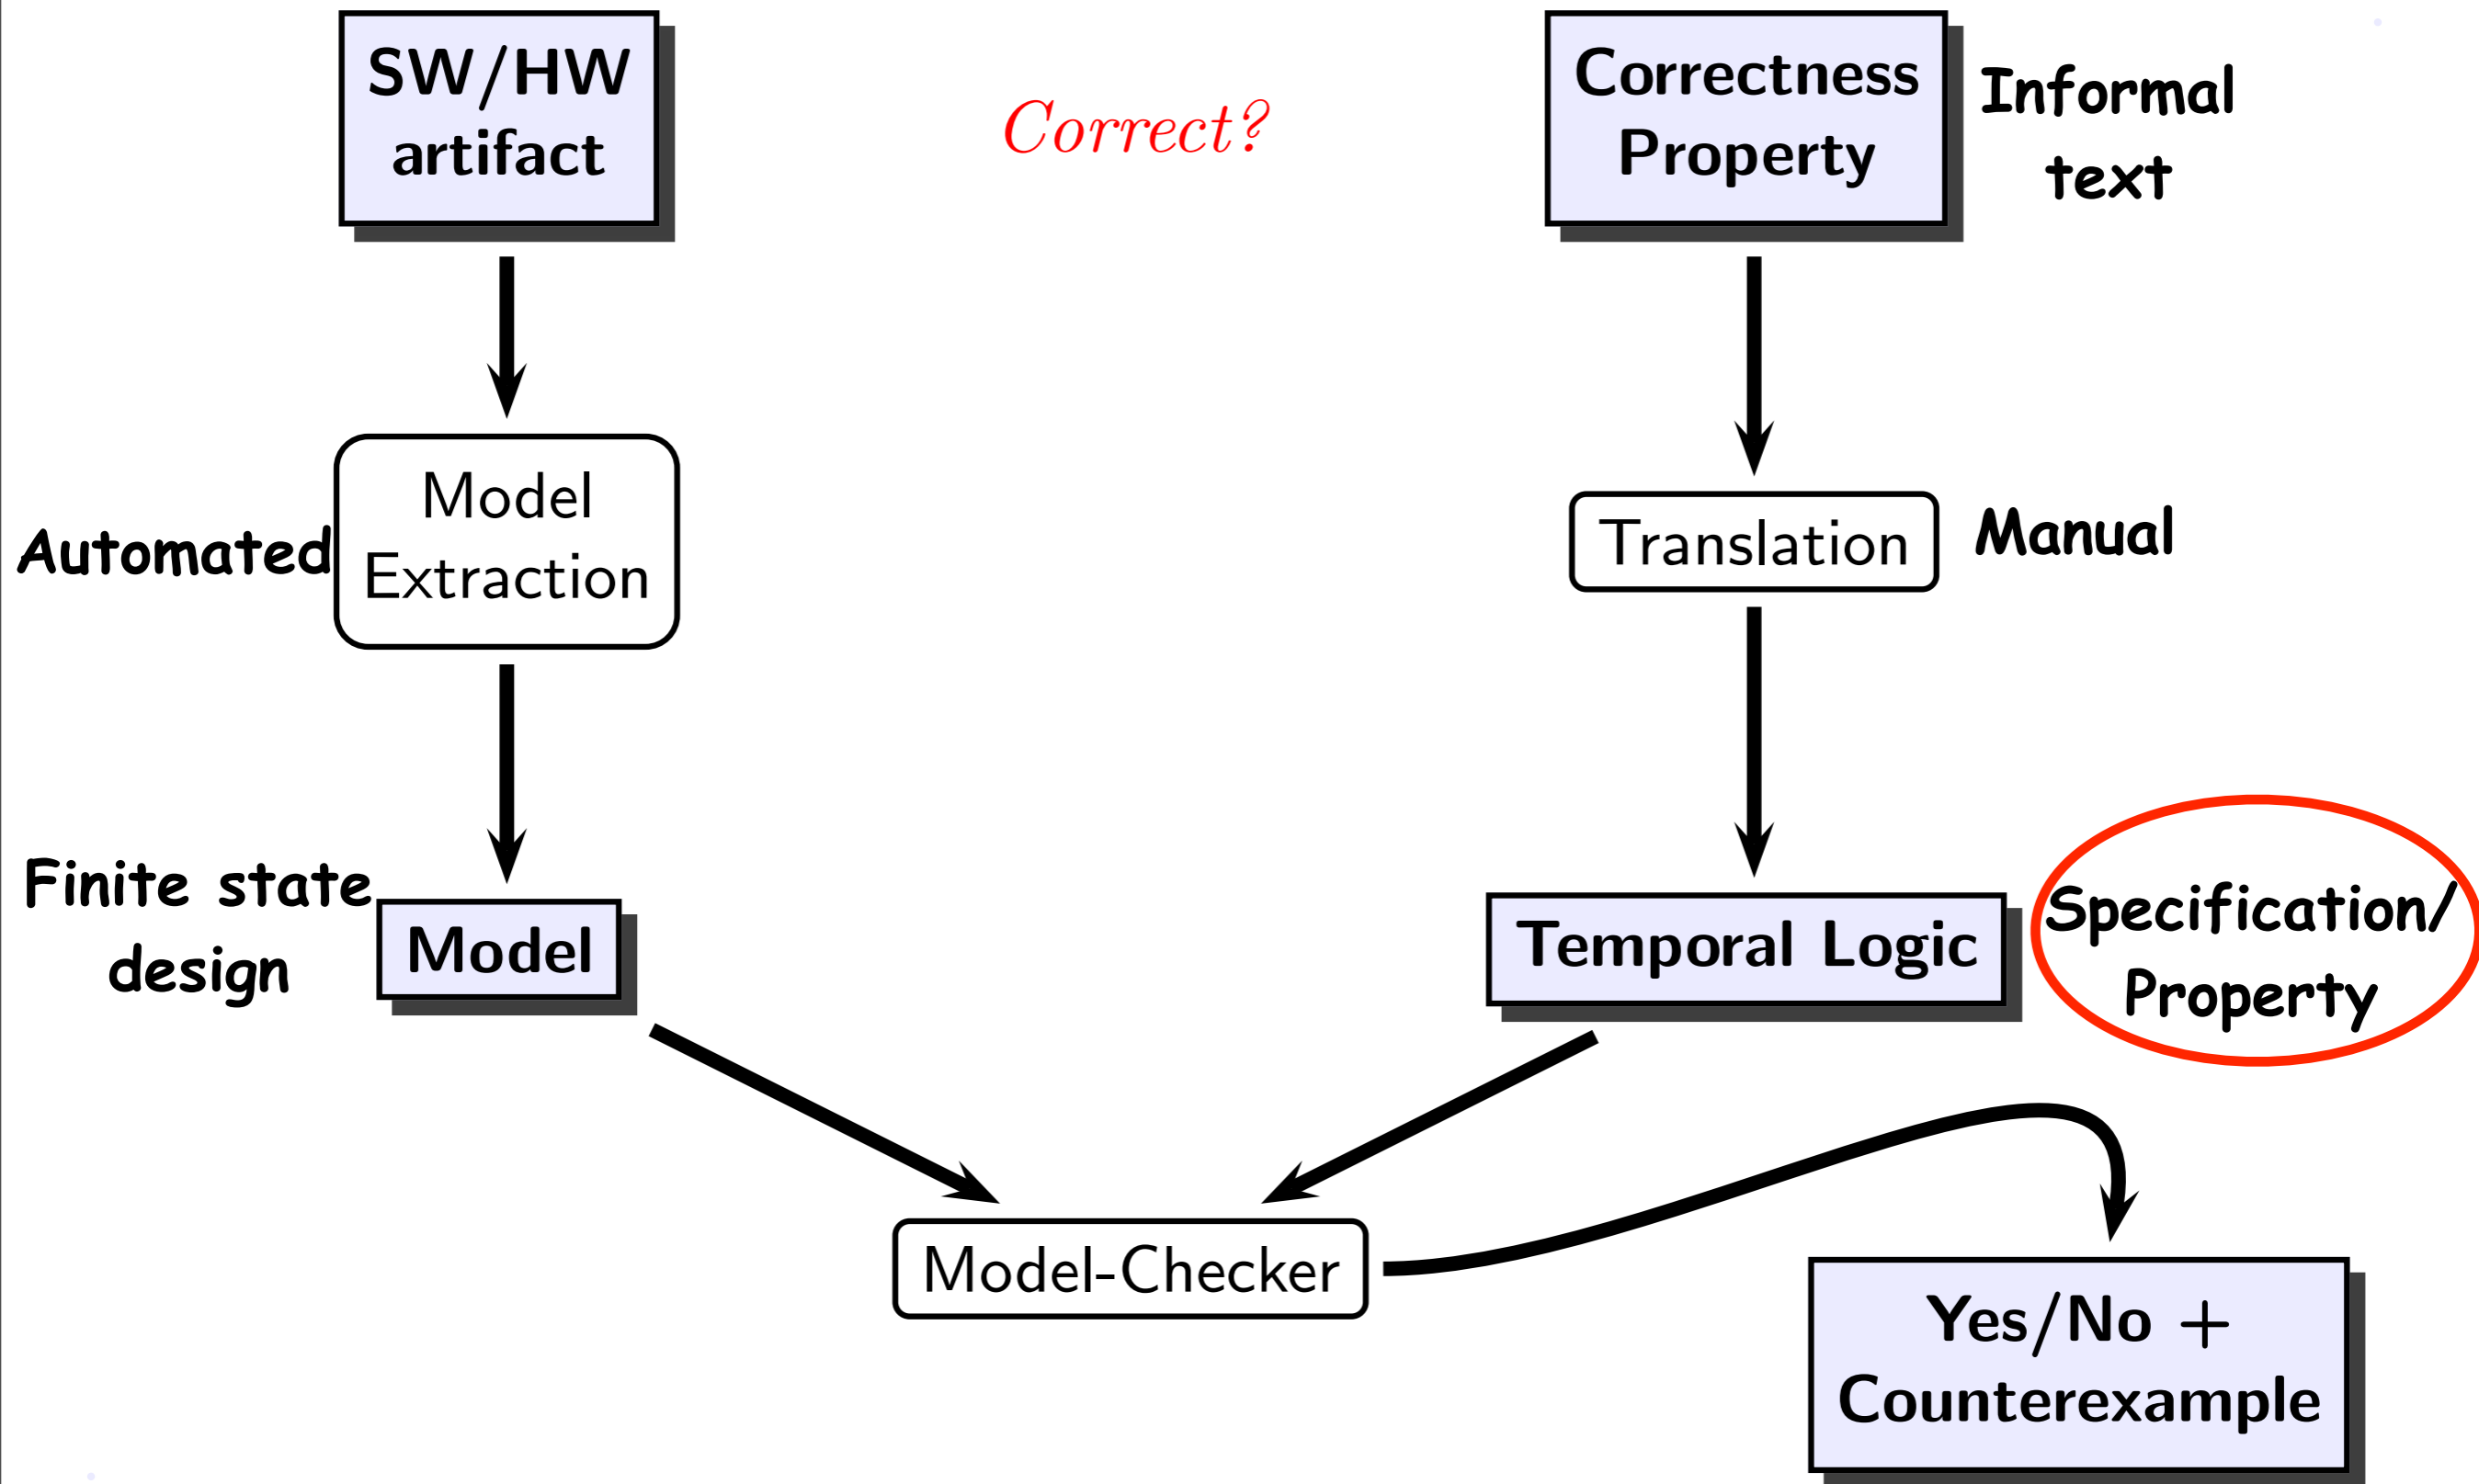 SW/HW
artifact
Correct?
Correctness
Property
Informal
text
Automated
Model
Extraction
Translation
Manual
Finite state
design
Model
Temporal Logic
Specification/
Property
Model-Checker
Yes/No +
Counterexample